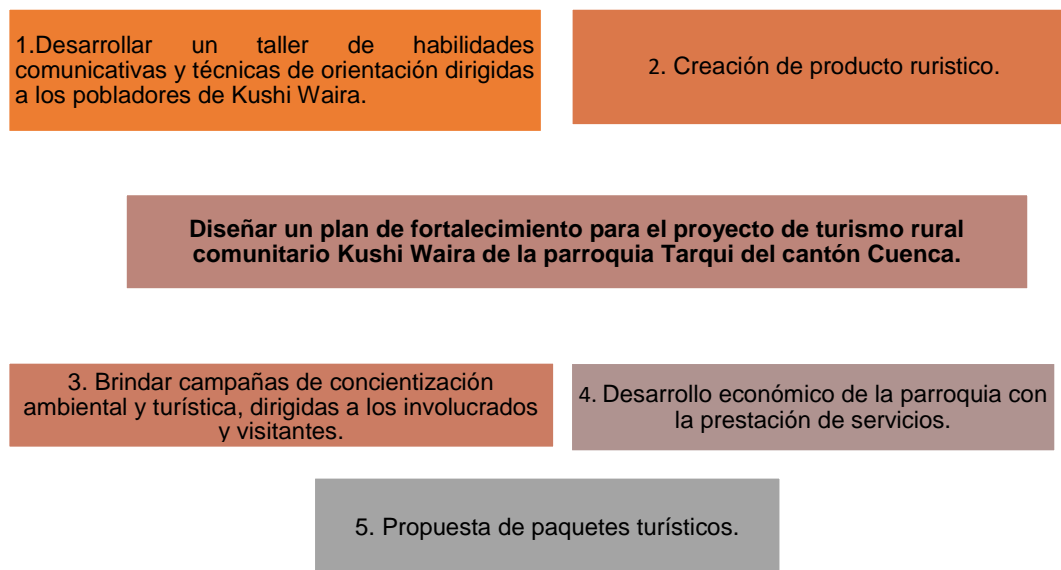 1.Desarrollar un taller de habilidades
comunicativas y técnicas de orientación dirigidas
a los pobladores de Kushi Waira.
2. Creación de producto ruristico.
Diseñar un plan de fortalecimiento para el proyecto de turismo rural
comunitario Kushi Waira de la parroquia Tarqui del cantón Cuenca.
3. Brindar campañas de concientización
ambiental y turística, dirigidas a los involucrados
y visitantes.
4. Desarrollo económico de la parroquia con
la prestación de servicios.
5. Propuesta de paquetes turísticos.